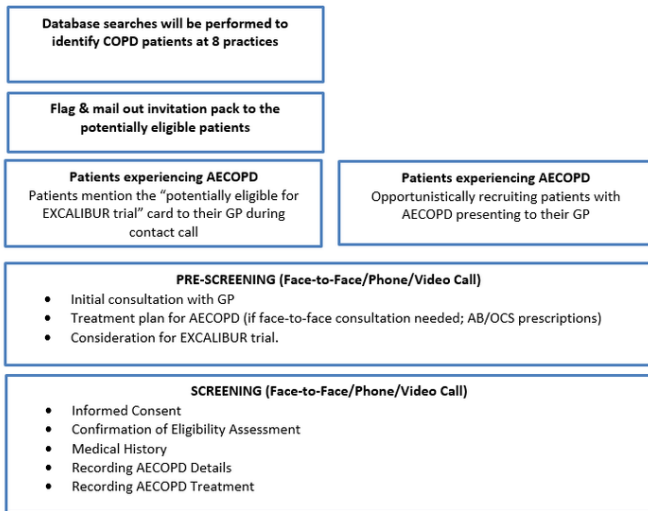 Database searches will be performed to
identify COPD patients at 8 practices
Flag & mail out invitation pack to the
potentially eligible patients
Patients experiencing AECOPD
Patients mention the “potentially eligible for
EXCALIBUR trial” card to their GP during
contact call
Patients experiencing AECOPD
Opportunistically recruiting patients with
AECOPD presenting to their GP
PRE-SCREENING (Face-to-Face/Phone/Video Call)
• Initial consultation with GP
• Treatment plan for AECOPD (if face-to-face consultation needed; AB/OCS prescriptions)
• Consideration for EXCALIBUR trial.
SCREENING (Face-to-Face/Phone/Video Call)
• Informed Consent
• Confirmation of Eligibility Assessment
• Medical History
• Recording AECOPD Details
• Recording AECOPD Treatment